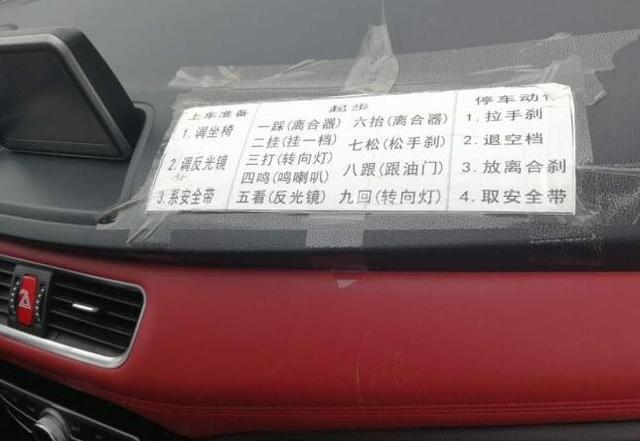 上车准备
1. 调坐椅
2. 调反光镜
3. 系安全带
起步
一踩(离合器) 六抬(离合器)
二挂(挂一档) 七松(松手刹)
三打(转向灯) 八跟(跟油门)
四鸣(鸣喇叭)
五看(反光镜) 九回(转向灯)
停车动作
1. 拉手刹
2. 退空档
3. 放离合刹
4. 取安全带